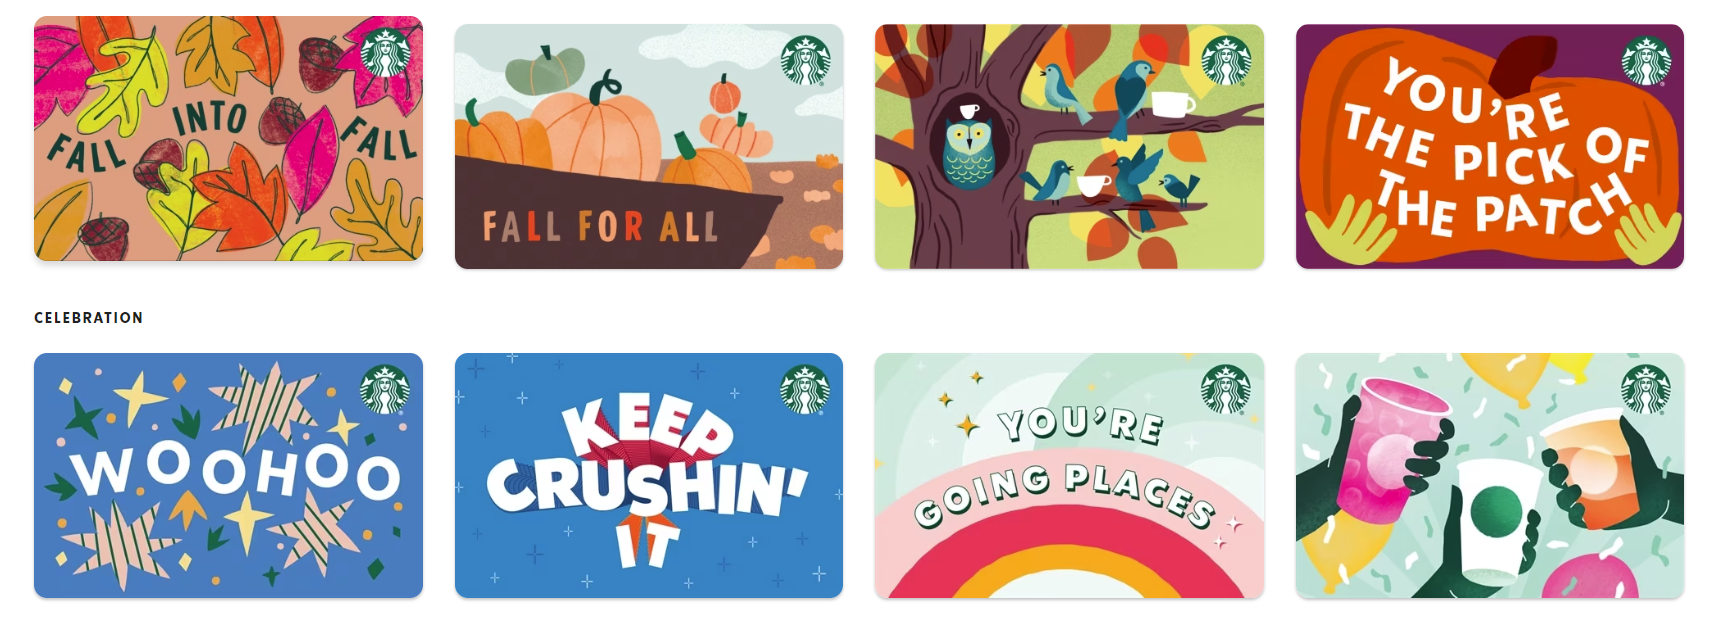 FALL INTO FALL
FALL FOR ALL
YOU'RE
THE PICK OF
THE PATCH
CELEBRATION
WOOHOO
KEEP
CRUSHIN'
IT
YOU'RE
GOING PLACES